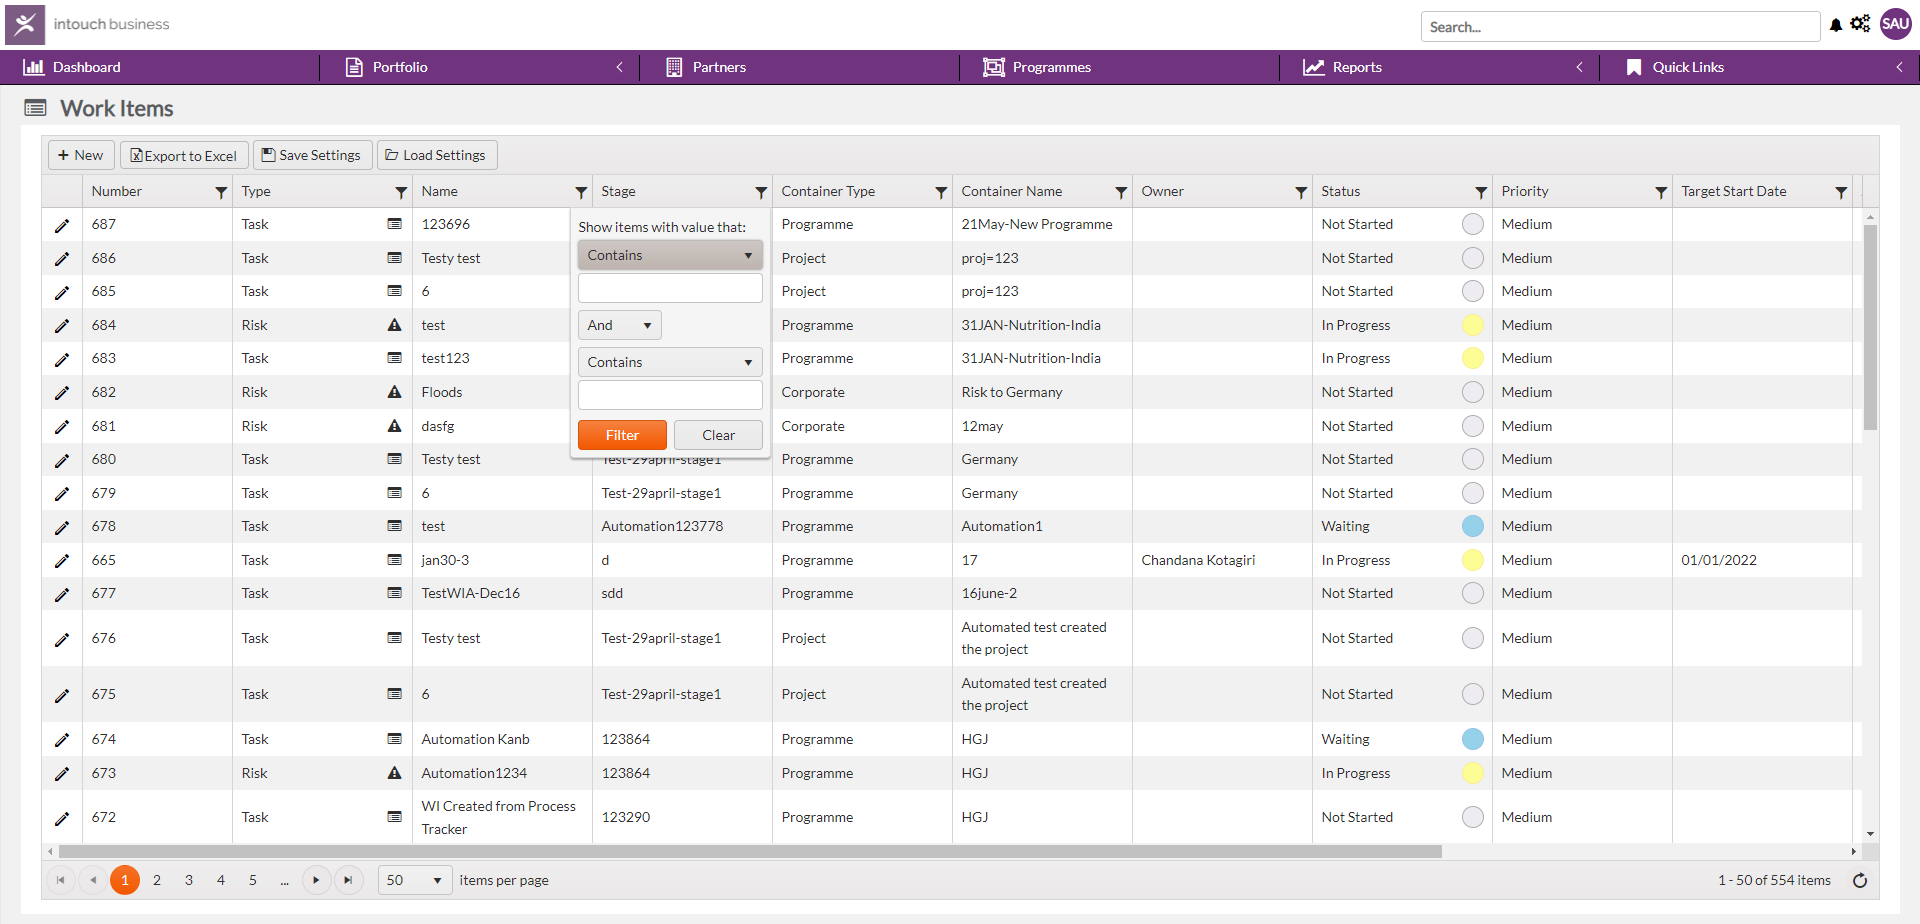 intouch business
Search...
SAU
Dashboard
Portfolio
Partners
Programmes
Reports
Quick Links
Work Items
+ New
Export to Excel
Save Settings
Load Settings
Number Type Name Stage Container Type Container Name Owner Status Priority Target Start Date
687 Task 123696 Programme 21May-New Programme Not Started Medium
686 Task Testy test Project proj=123 Not Started Medium
685 Task 6 Project proj=123 Not Started Medium
684 Risk test Programme 31JAN-Nutrition-India In Progress Medium
683 Task test123 Programme 31JAN-Nutrition-India In Progress Medium
682 Risk Floods Corporate Risk to Germany Not Started Medium
681 Risk dasfg Corporate 12may Not Started Medium
680 Task Testy test Test-29april-stage1 Programme Germany Not Started Medium
679 Task 6 Test-29april-stage1 Programme Germany Not Started Medium
678 Task test Automation123778 Programme Automation1 Waiting Medium
665 Task jan30-3 d Programme 17 Chandana Kotagiri In Progress Medium 01/01/2022
677 Task TestWIA-Dec16 sdd Programme 16june-2 Not Started Medium
676 Task Testy test Test-29april-stage1 Project Automated test created
the project Not Started Medium
675 Task 6 Test-29april-stage1 Project Automated test created
the project Not Started Medium
674 Task Automation Kanb 123864 Programme HGJ Waiting Medium
673 Risk Automation1234 123864 Programme HGJ In Progress Medium
672 Task WI Created from Process
Tracker 123290 Programme HGJ Not Started Medium
Show items with value that:
Contains
And
Contains
Filter
Clear
1 2 3 4 5 ...
50 items per page
1 - 50 of 554 items